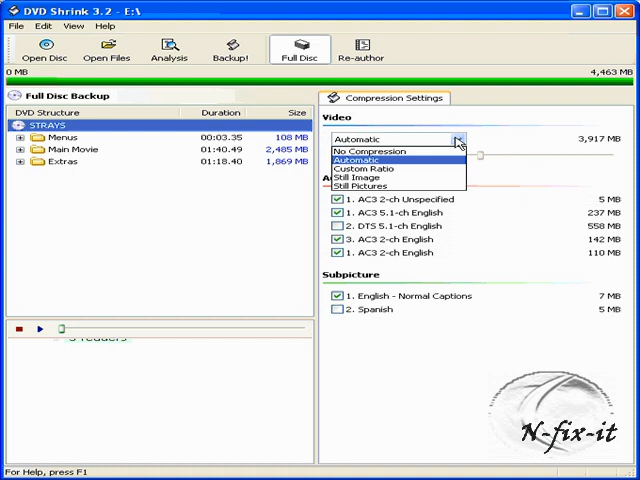 DVD Shrink 3.2 - E:\
File Edit View Help
Open Disc Open Files Analysis Backup! Full Disc Re-author
0 MB 4,463 MB
Full Disc Backup
DVD Structure Duration Size
STRAYS
Menus 00:03.35 108 MB
Main Movie 01:40.49 2,485 MB
Extras 01:18.41 1,869 MB
Compression Settings
Video
Automatic 3,917 MB
No Compression
Automatic
Custom Ratio
Still Image
Still Pictures
1. AC3 2-ch Unspecified 5 MB
1. AC3 5.1-ch English 237 MB
2. DTS 5.1-ch English 558 MB
3. AC3 2-ch English 142 MB
1. AC3 2-ch English 110 MB
Subpicture
1. English - Normal Captions 7 MB
2. Spanish 5 MB
N-fix-it
For Help, press F1